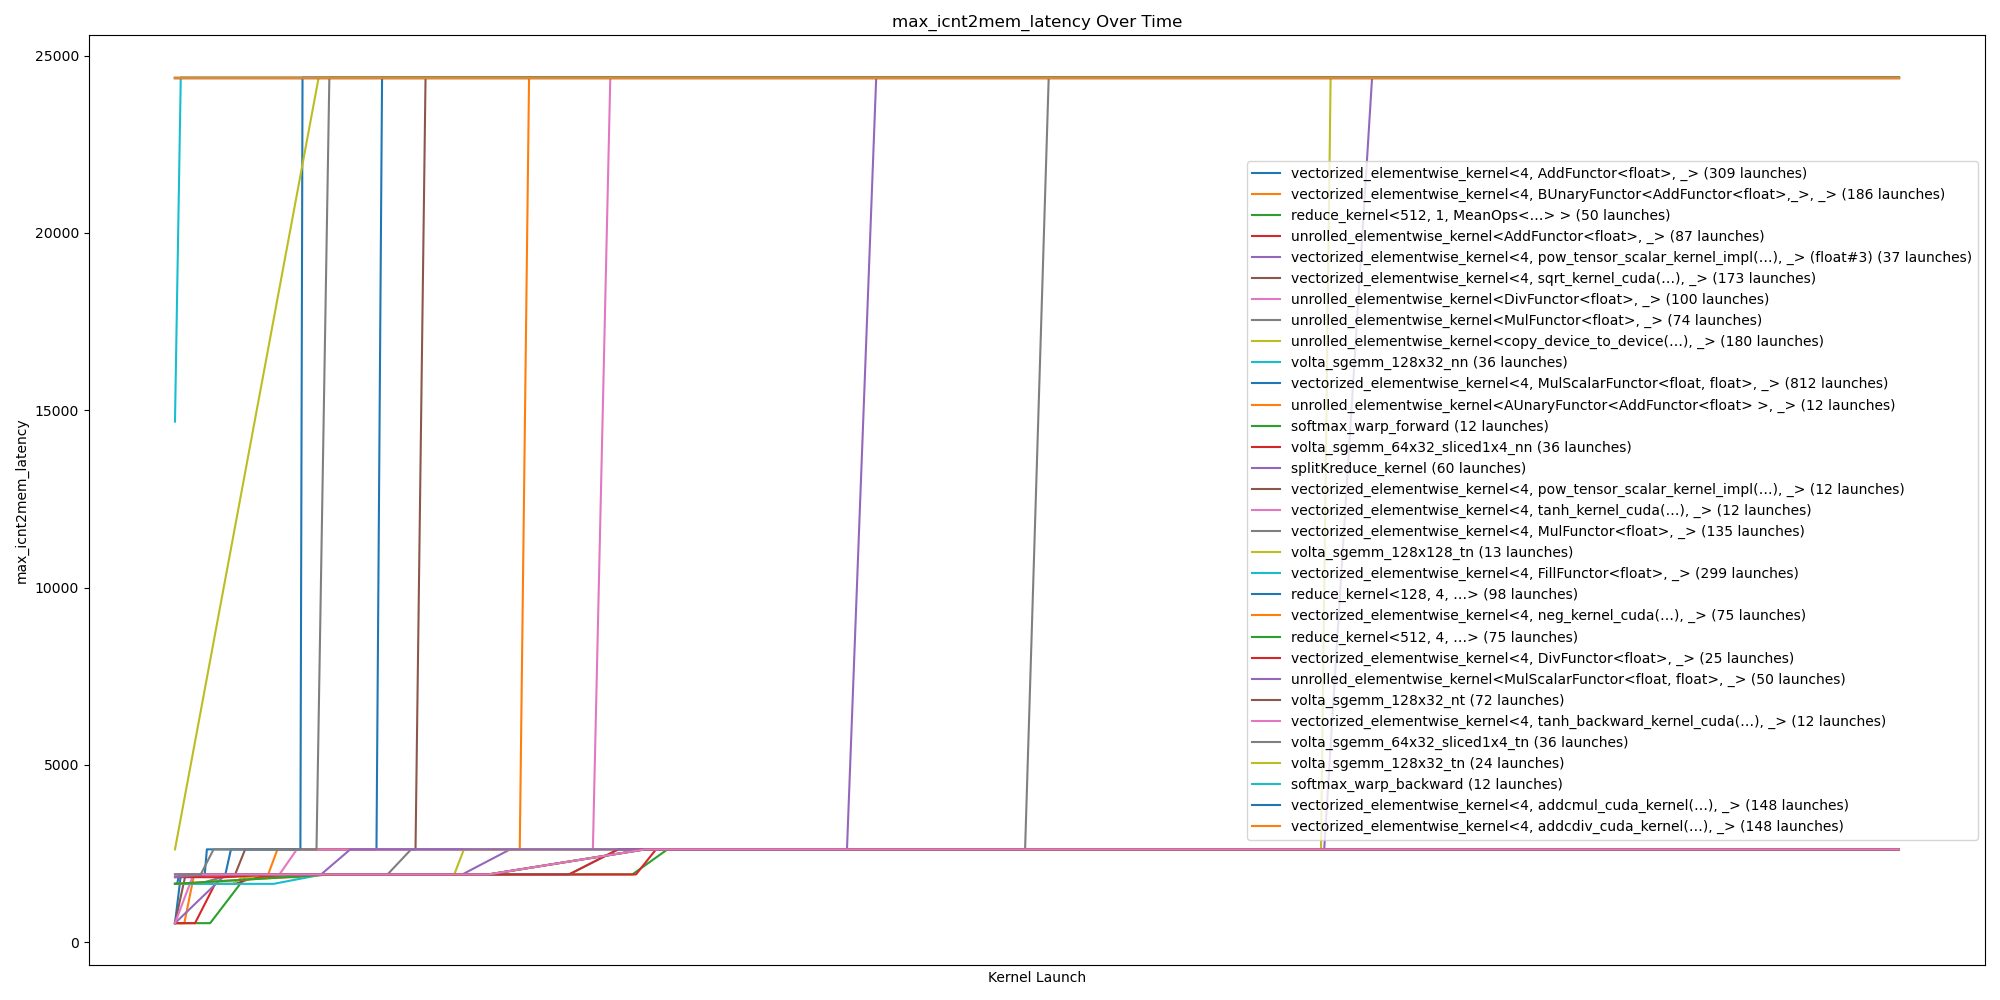 max_icnt2mem_latency Over Time
25000
20000
15000
10000
5000
0
max_icnt2mem_latency
Kernel Launch
vectorized_elementwise_kernel<4, AddFunctor<float>, _> (309 launches)
vectorized_elementwise_kernel<4, BUnaryFunctor<AddFunctor<float>,_>, _> (186 launches)
reduce_kernel<512, 1, MeanOps<...> > (50 launches)
unrolled_elementwise_kernel<AddFunctor<float>, _> (87 launches)
vectorized_elementwise_kernel<4, pow_tensor_scalar_kernel_impl(...), _> (float#3) (37 launches)
vectorized_elementwise_kernel<4, sqrt_kernel_cuda(...), _> (173 launches)
unrolled_elementwise_kernel<DivFunctor<float>, _> (100 launches)
unrolled_elementwise_kernel<MulFunctor<float>, _> (74 launches)
unrolled_elementwise_kernel<copy_device_to_device(...), _> (180 launches)
volta_sgemm_128x32_nn (36 launches)
vectorized_elementwise_kernel<4, MulScalarFunctor<float, float>, _> (812 launches)
unrolled_elementwise_kernel<AUnaryFunctor<AddFunctor<float> >, _> (12 launches)
softmax_warp_forward (12 launches)
volta_sgemm_64x32_sliced1x4_nn (36 launches)
splitKreduce_kernel (60 launches)
vectorized_elementwise_kernel<4, pow_tensor_scalar_kernel_impl(...), _> (12 launches)
vectorized_elementwise_kernel<4, tanh_kernel_cuda(...), _> (12 launches)
vectorized_elementwise_kernel<4, MulFunctor<float>, _> (135 launches)
volta_sgemm_128x128_tn (13 launches)
vectorized_elementwise_kernel<4, FillFunctor<float>, _> (299 launches)
reduce_kernel<128, 4, ...> (98 launches)
vectorized_elementwise_kernel<4, neg_kernel_cuda(...), _> (75 launches)
reduce_kernel<512, 4, ...> (75 launches)
vectorized_elementwise_kernel<4, DivFunctor<float>, _> (25 launches)
unrolled_elementwise_kernel<MulScalarFunctor<float, float>, _> (50 launches)
volta_sgemm_128x32_nt (72 launches)
vectorized_elementwise_kernel<4, tanh_backward_kernel_cuda(...), _> (12 launches)
volta_sgemm_64x32_sliced1x4_tn (36 launches)
volta_sgemm_128x32_tn (24 launches)
softmax_warp_backward (12 launches)
vectorized_elementwise_kernel<4, addcmul_cuda_kernel(...), _> (148 launches)
vectorized_elementwise_kernel<4, addcdiv_cuda_kernel(...), _> (148 launches)